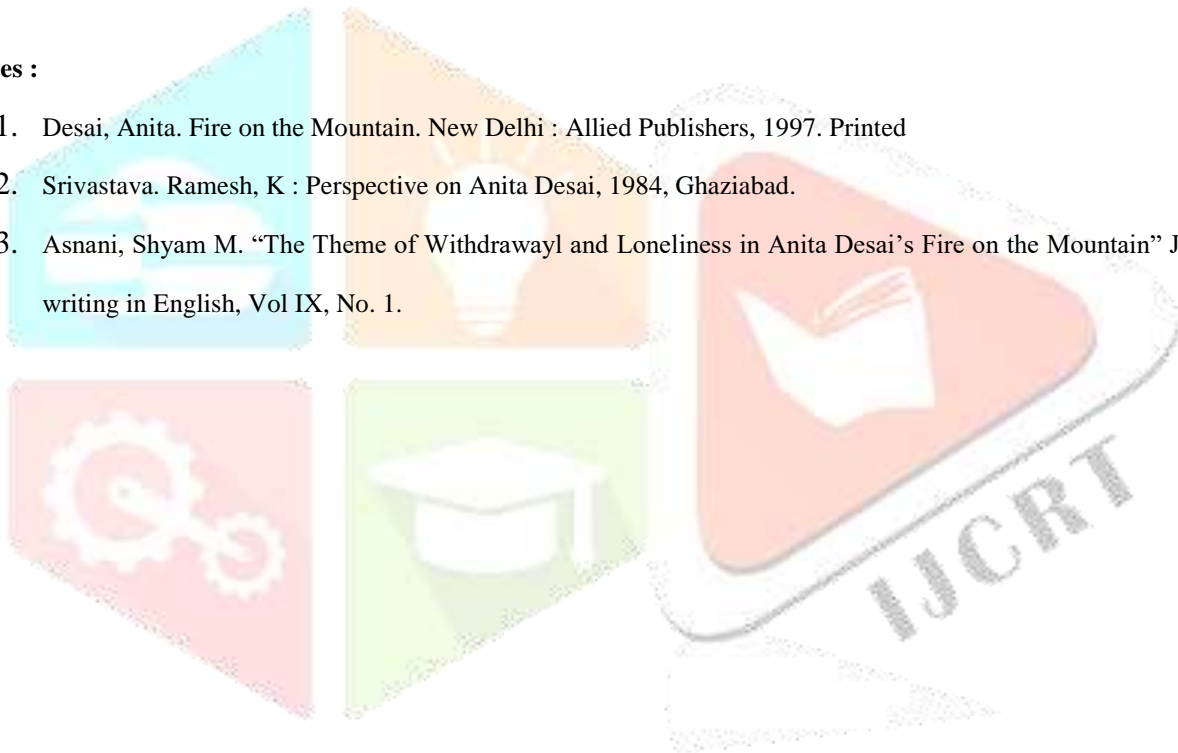 es :
1. Desai, Anita. Fire on the Mountain. New Delhi : Allied Publishers, 1997. Printed
2. Srivastava. Ramesh, K : Perspective on Anita Desai, 1984, Ghaziabad.
3. Asnani, Shyam M. “The Theme of Withdrawayl and Loneliness in Anita Desai’s Fire on the Mountain” J
writing in English, Vol IX, No. 1.
IJCRT